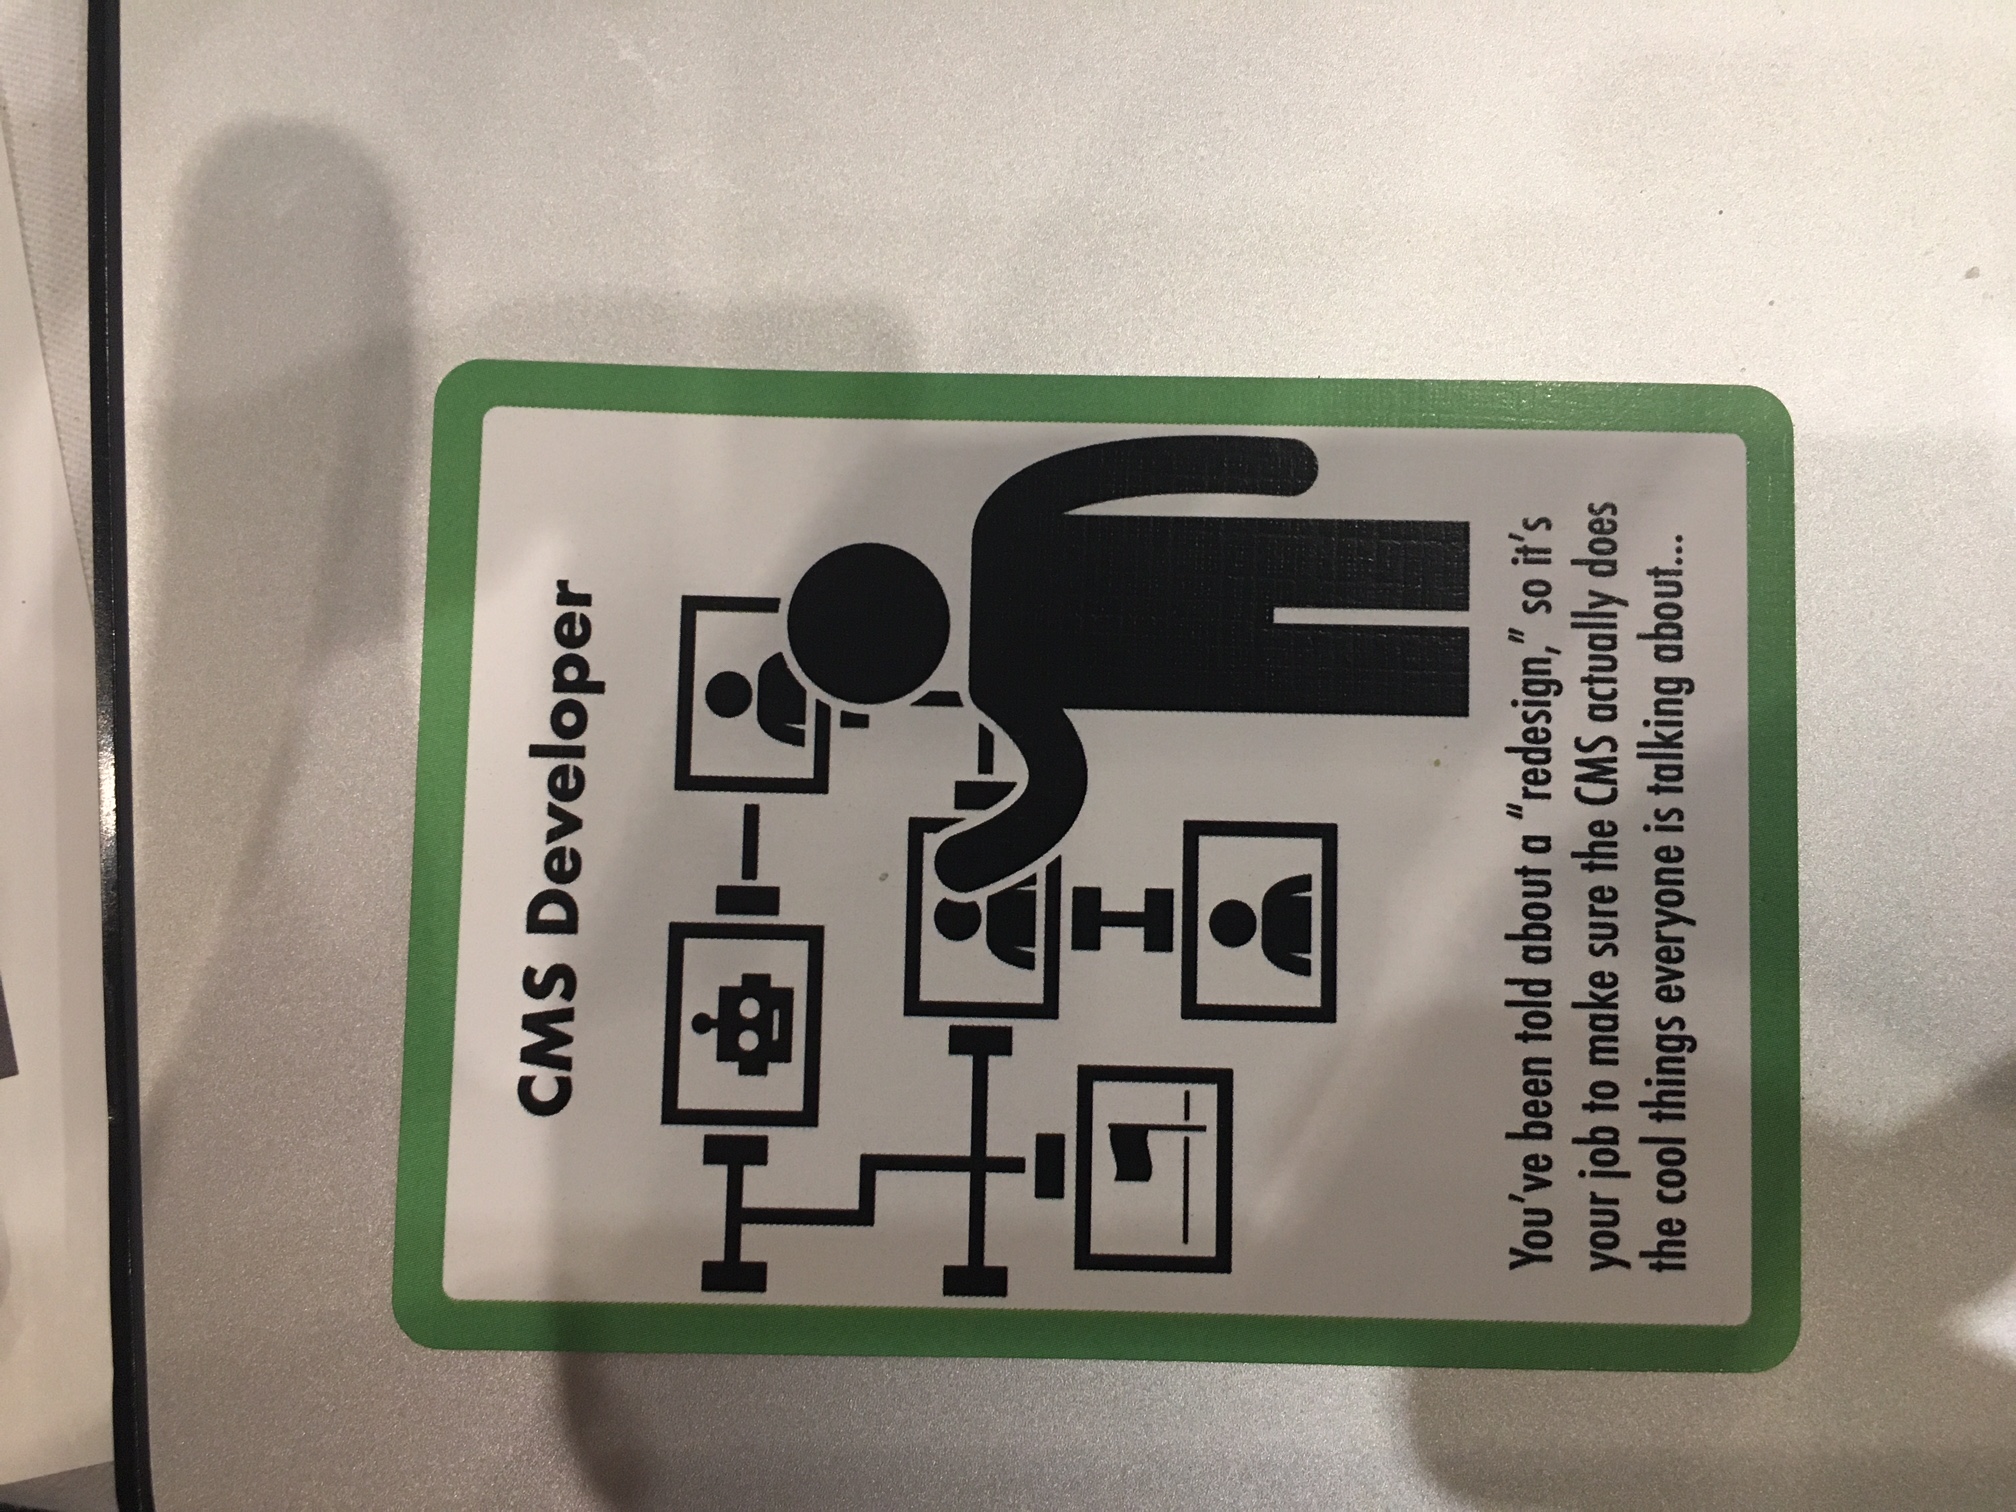 CMS Developer
You've been told about a "redesign," so it's
your job to make sure the CMS actually does
the cool things everyone is talking about...